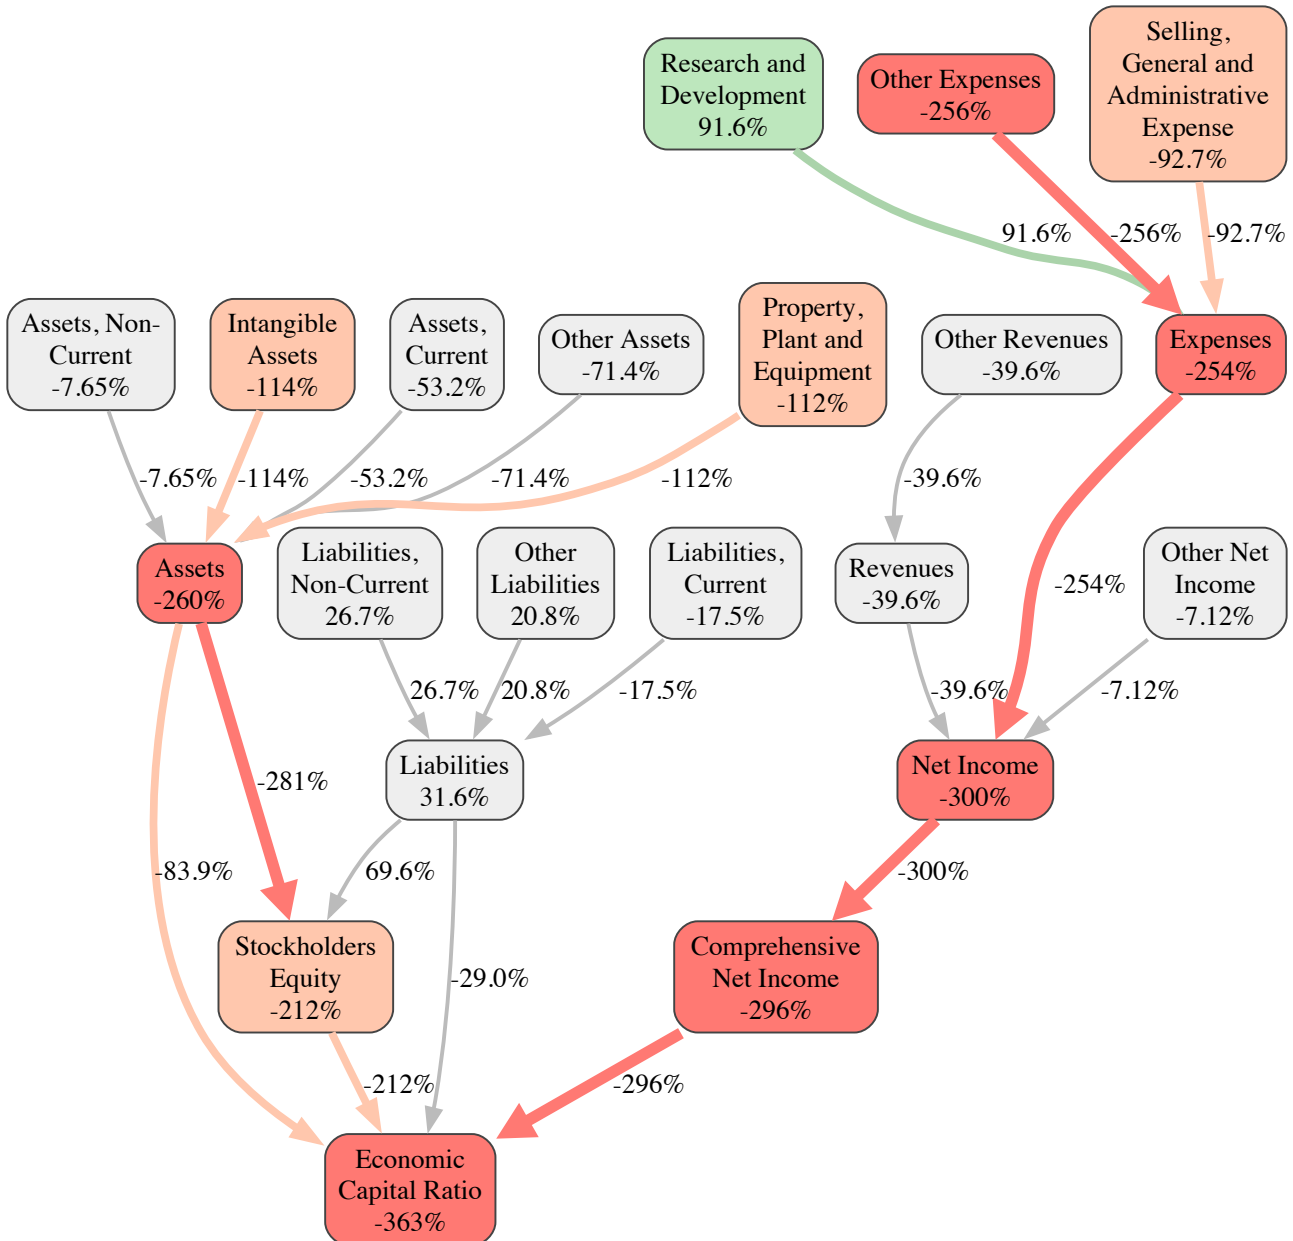 Selling,
General and
Administrative
Expense
-92.7%
Research and
Development
91.6%
Other Expenses
-256%
91.6%
-256%
-92.7%
Assets, Non-
Current
-7.65%
Intangible
Assets
-114%
Assets,
Current
-53.2%
Other Assets
-71.4%
Property,
Plant and
Equipment
-112%
Other Revenues
-39.6%
Expenses
-254%
-7.65%
-114%
-53.2%
-71.4%
-112%
-39.6%
Assets
-260%
Liabilities,
Non-Current
26.7%
Other
Liabilities
20.8%
Liabilities,
Current
-17.5%
Revenues
-39.6%
-254%
Other Net
Income
-7.12%
26.7%
20.8%
-17.5%
-39.6%
-7.12%
-281%
Liabilities
31.6%
Net Income
-300%
-83.9%
69.6%
-300%
Stockholders
Equity
-212%
-29.0%
Comprehensive
Net Income
-296%
-212%
-296%
Economic
Capital Ratio
-363%